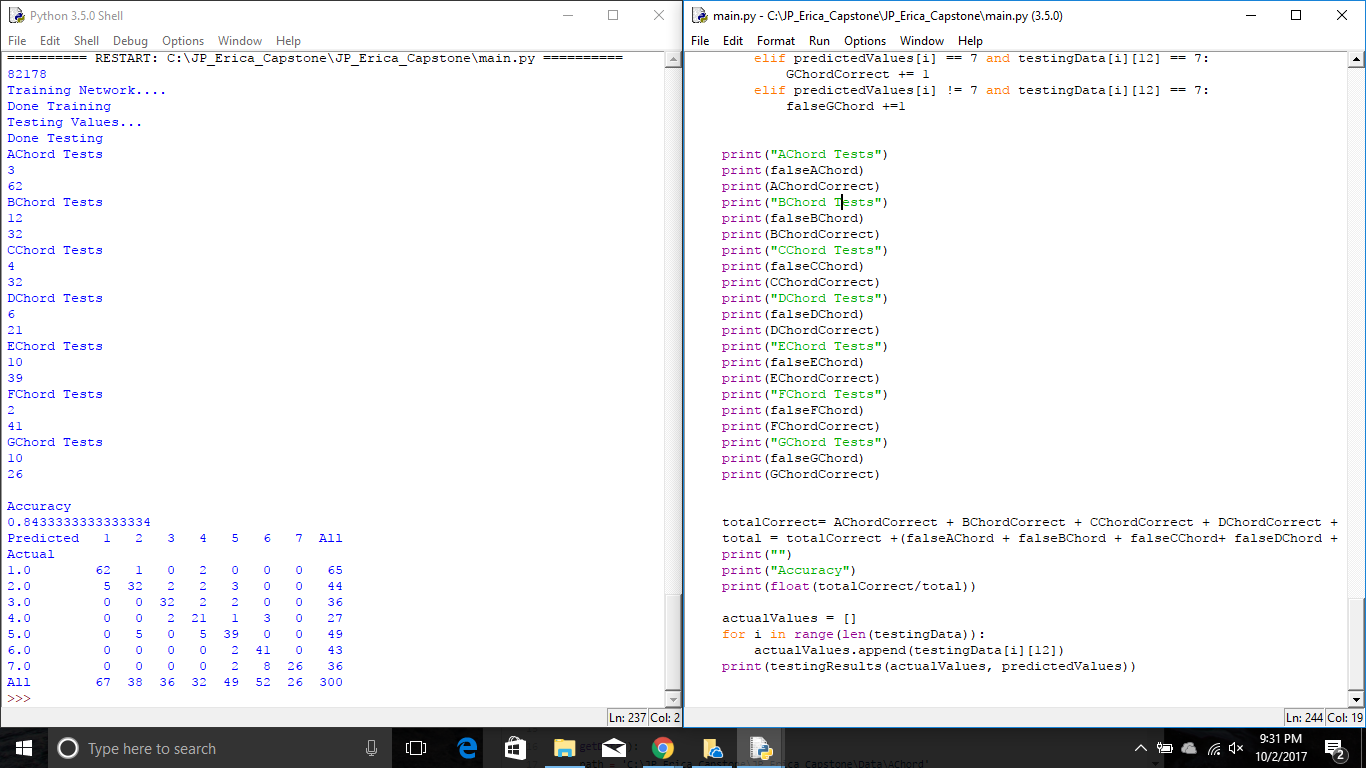 Python 3.5.0 Shell
File Edit Shell Debug Options Window Help
========== RESTART: C:\JP_Erica_Capstone\JP_Erica_Capstone\main.py ==========
82178
Training Network....
Done Training
Testing Values...
Done Testing
AChord Tests
3
62
BChord Tests
12
32
CChord Tests
4
32
DChord Tests
6
21
EChord Tests
10
39
FChord Tests
2
41
GChord Tests
10
26
Accuracy
0.8433333333333334
Predicted 1 2 3 4 5 6 7 All
Actual
1.0 62 1 0 2 0 0 0 65
2.0 5 32 2 2 3 0 0 44
3.0 0 0 32 2 2 0 0 36
4.0 0 0 2 21 1 3 0 27
5.0 0 5 0 5 39 0 0 49
6.0 0 0 0 0 2 41 0 43
7.0 0 0 0 0 2 8 26 36
All 67 38 36 32 49 52 26 300
>>>
Ln: 237 Col: 2
main.py - C:\JP_Erica_Capstone\JP_Erica_Capstone\main.py (3.5.0)
File Edit Format Run Options Window Help
elif predictedValues[i] == 7 and testingData[i][12] == 7:
GChordCorrect += 1
elif predictedValues[i] != 7 and testingData[i][12] == 7:
falseGChord +=1
print("AChord Tests")
print(falseAChord)
print(AChordCorrect)
print("BChord Tests")
print(falseBChord)
print(BChordCorrect)
print("CChord Tests")
print(falseCChord)
print(CChordCorrect)
print("DChord Tests")
print(falseDChord)
print(DChordCorrect)
print("EChord Tests")
print(falseEChord)
print(EChordCorrect)
print("FChord Tests")
print(falseFChord)
print(FChordCorrect)
print("GChord Tests")
print(falseGChord)
print(GChordCorrect)
totalCorrect= AChordCorrect + BChordCorrect + CChordCorrect + DChordCorrect +
total = totalCorrect +(falseAChord + falseBChord + falseCChord+ falseDChord +
print("")
print("Accuracy")
print(float(totalCorrect/total))
actualValues = []
for i in range(len(testingData)):
actualValues.append(testingData[i][12])
print(testingResults(actualValues, predictedValues))
Ln: 244 Col: 19
Type here to search
9:31 PM
10/2/2017
2